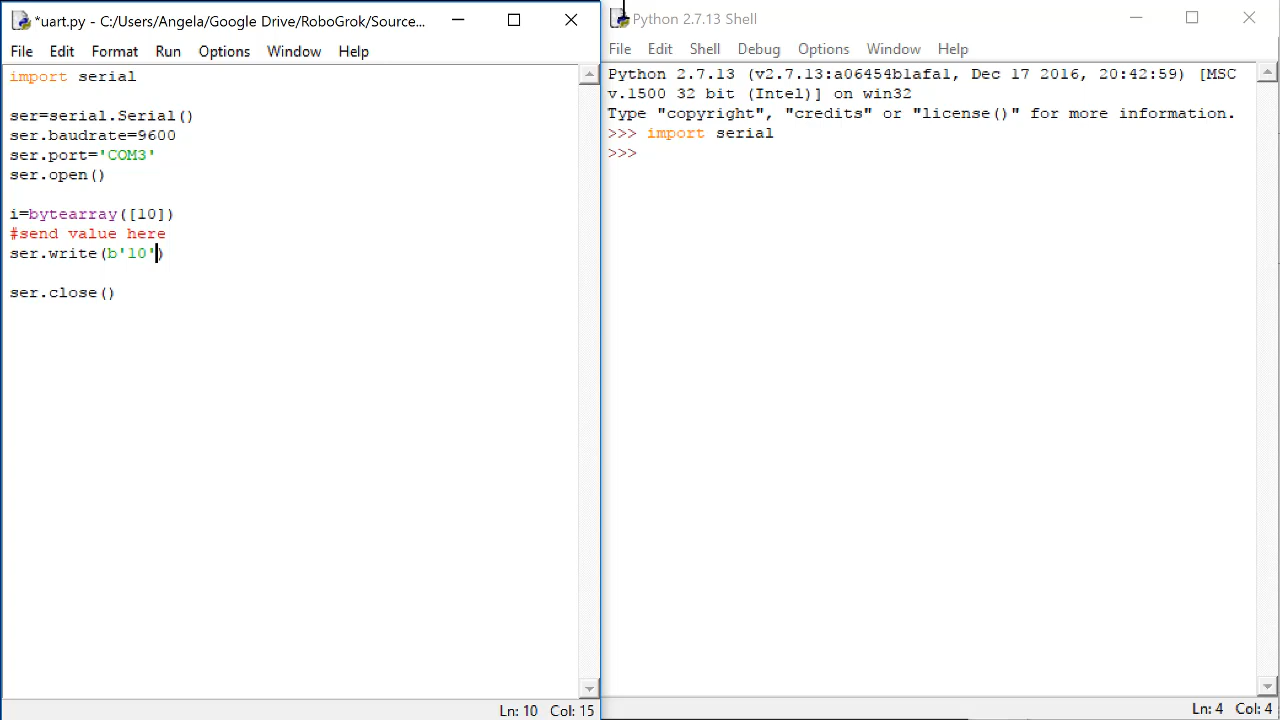 *uart.py - C:/Users/Angela/Google Drive/RoboGrok/Source...
File Edit Format Run Options Window Help
import serial
ser=serial.Serial()
ser.baudrate=9600
ser.port='COM3'
ser.open()
i=bytearray([10])
#send value here
ser.write(b'10')
ser.close()
Ln: 10 Col: 15
Python 2.7.13 Shell
File Edit Shell Debug Options Window Help
Python 2.7.13 (v2.7.13:a06454b1afa1, Dec 17 2016, 20:42:59) [MSC
v.1500 32 bit (Intel)] on win32
Type "copyright", "credits" or "license()" for more information.
>>> import serial
>>>
Ln: 4 Col: 4